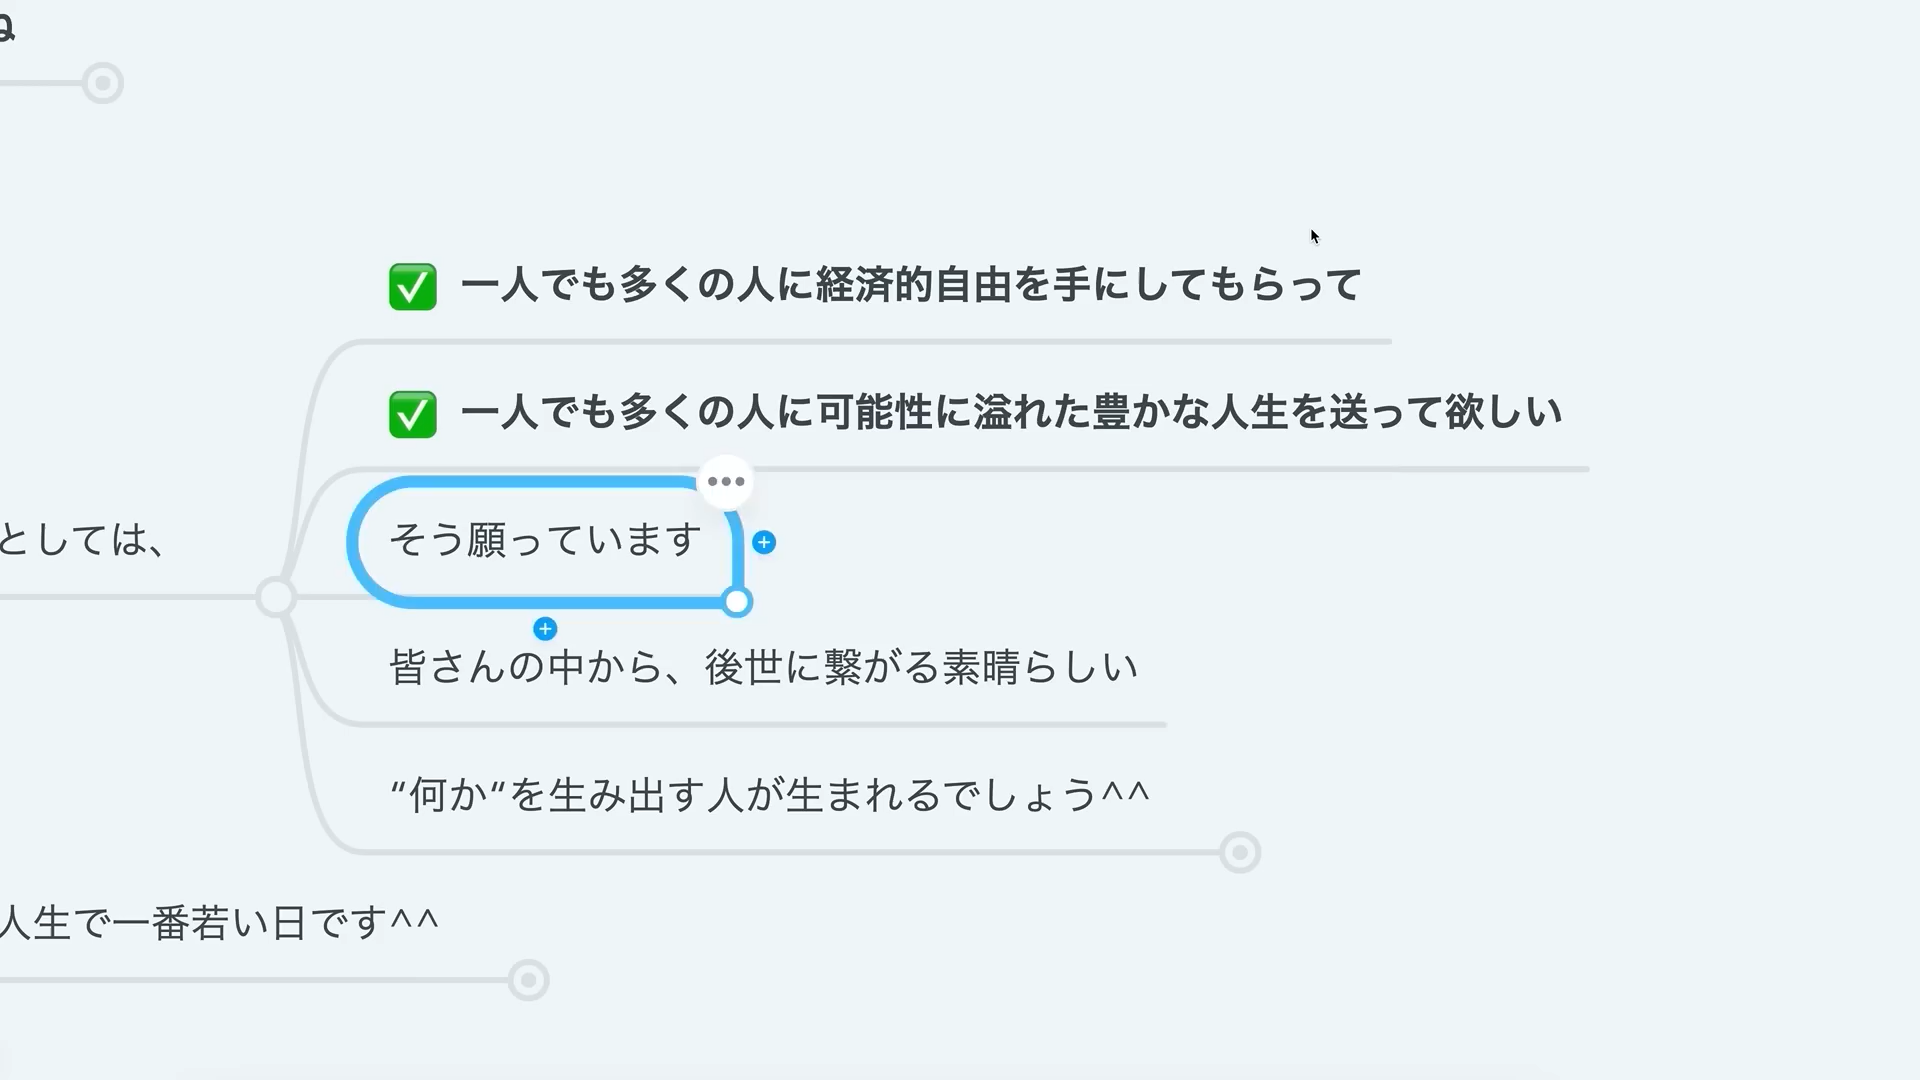 ね
✅ 一人でも多くの人に経済的自由を手にしてもらって
✅ 一人でも多くの人に可能性に溢れた豊かな人生を送って欲しい
としては、
そう願っています
皆さんの中から、後世に繋がる素晴らしい
”何か“を生み出す人が生まれるでしょう^^
人生で一番若い日です^^